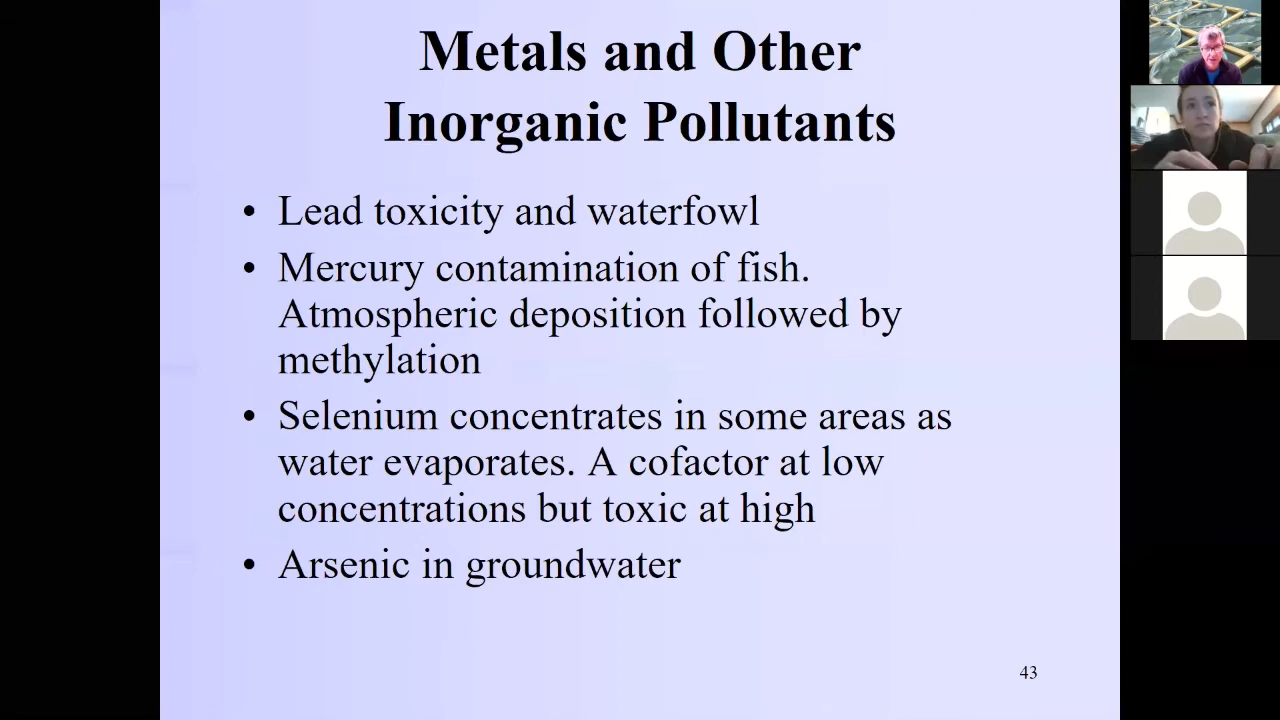 Metals and Other
Inorganic Pollutants
• Lead toxicity and waterfowl
• Mercury contamination of fish.
Atmospheric deposition followed by
methylation
• Selenium concentrates in some areas as
water evaporates. A cofactor at low
concentrations but toxic at high
• Arsenic in groundwater
43